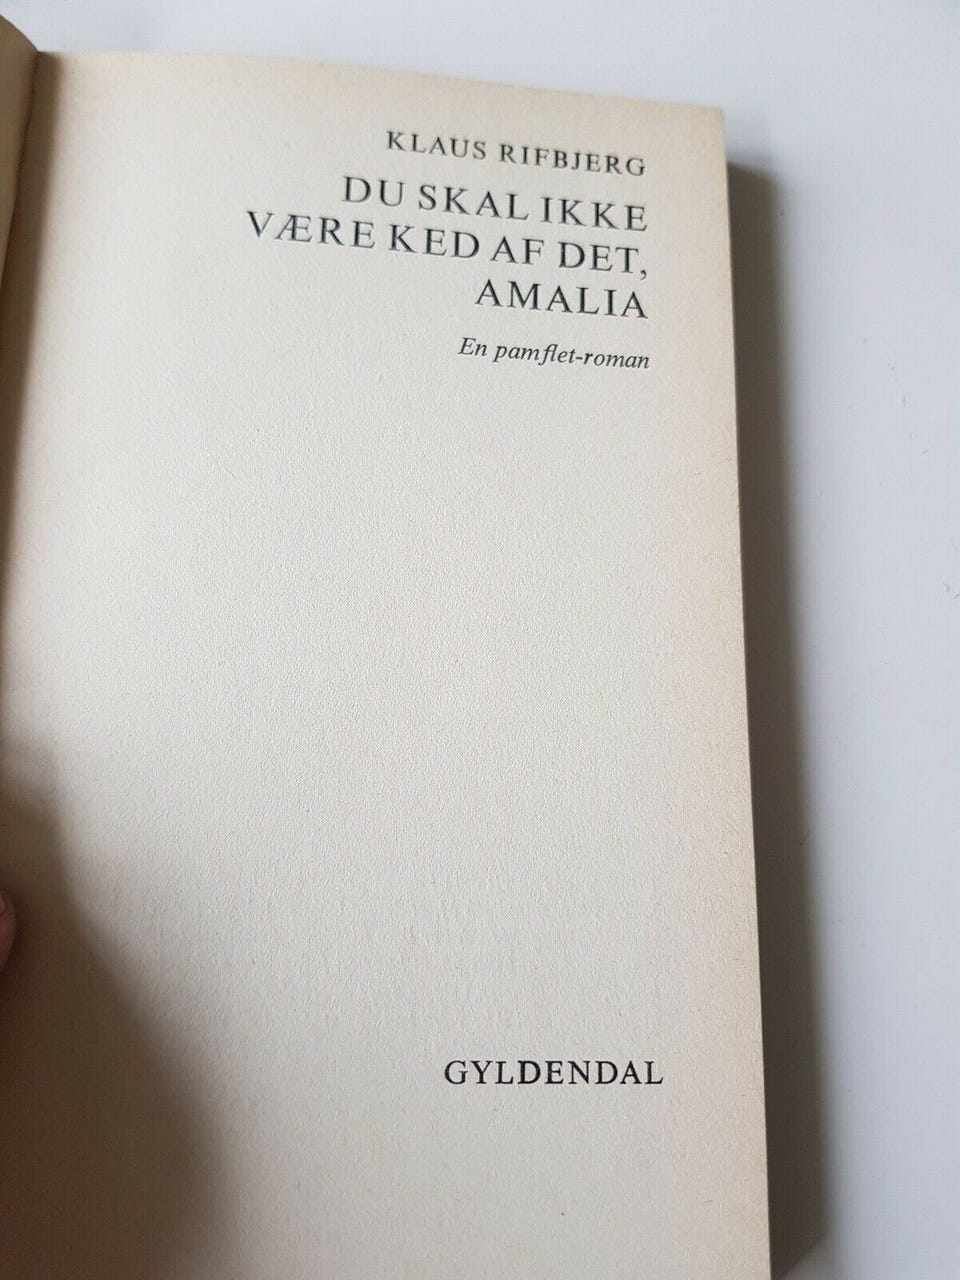 KLAUS RIFBJERG
DU SKAL IKKE
VÆRE KED AF DET,
AMALIA
En pamflet-roman
GYLDENDAL